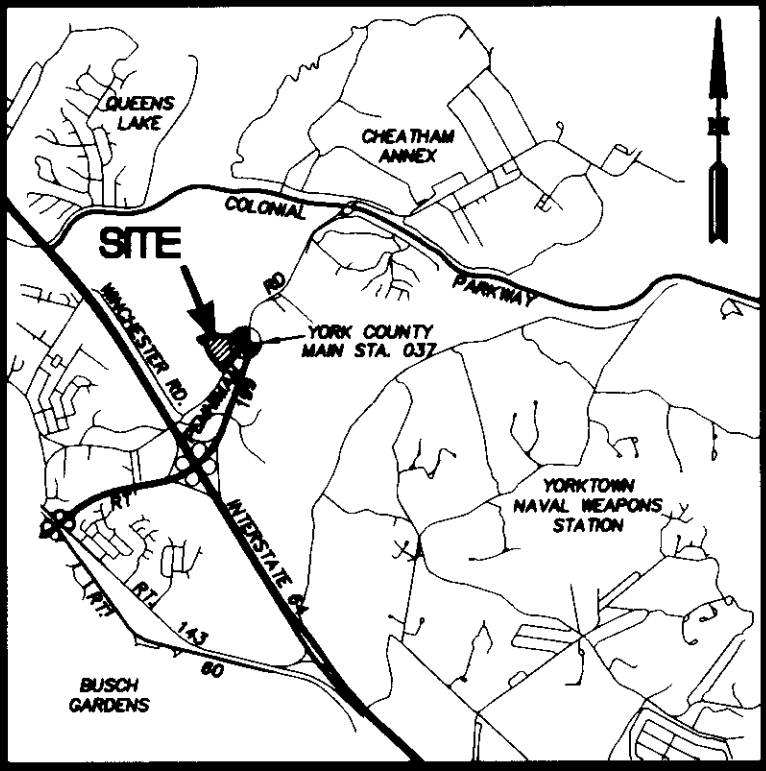 QUEENS
LAKE
CHEATHAM
ANNEX
COLONIAL
SITE
PARKWAY
RD
WINCHESTER RD.
YORK COUNTY
MAIN STA. 037
PENNIMAN
199
YORKTOWN
NAVAL WEAPONS
STATION
RT
INTERSTATE 64
RT.
RT.
143
60
BUSCH
GARDENS